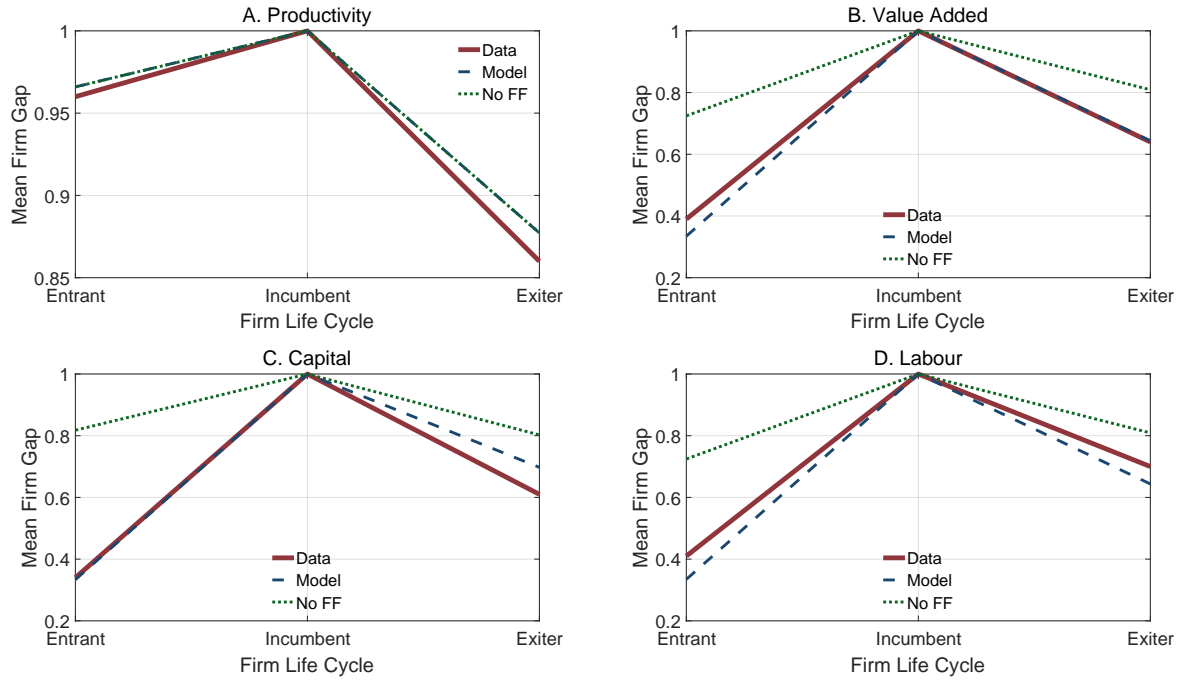 A. Productivity
Mean Firm Gap
1
0.95
0.9
0.85
Data
Model
No FF
Entrant
Incumbent
Exiter
Firm Life Cycle
B. Value Added
Mean Firm Gap
1
0.8
0.6
0.4
0.2
Data
Model
No FF
Entrant
Incumbent
Exiter
Firm Life Cycle
C. Capital
Mean Firm Gap
1
0.8
0.6
0.4
0.2
Data
Model
No FF
Entrant
Incumbent
Exiter
Firm Life Cycle
D. Labour
Mean Firm Gap
1
0.8
0.6
0.4
0.2
Data
Model
No FF
Entrant
Incumbent
Exiter
Firm Life Cycle